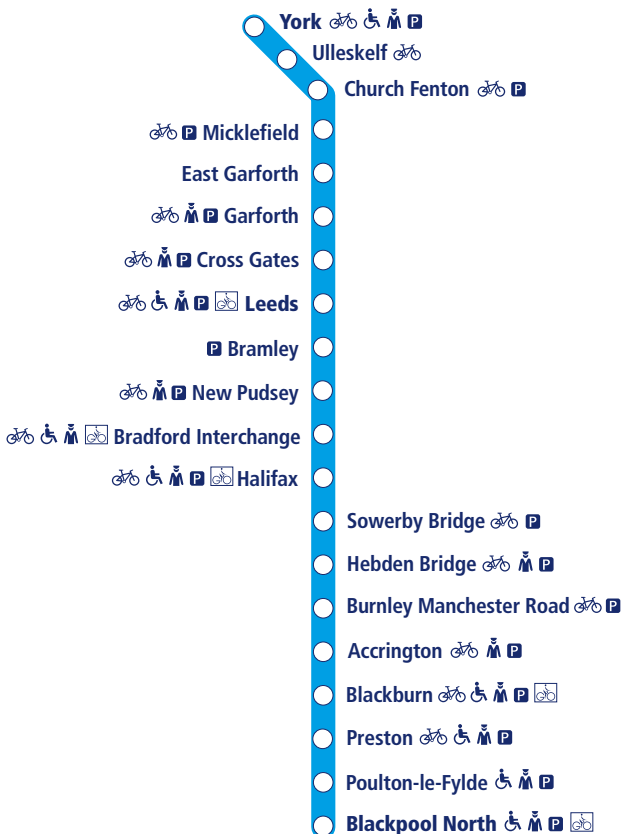 York P
Ulleskelf
Church Fenton P
P Micklefield
East Garforth
P Garforth
P Cross Gates
P Leeds
P Bramley
P New Pudsey
Bradford Interchange
P Halifax
Sowerby Bridge P
Hebden Bridge P
Burnley Manchester Road P
Accrington P
Blackburn P
Preston P
Poulton-le-Fylde P
Blackpool North P